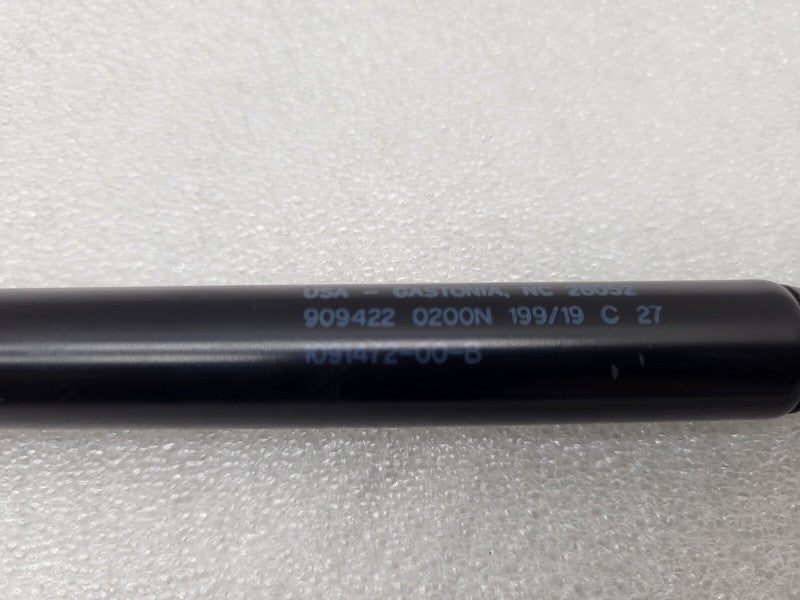 USA - GASTONIA, NC 28052
909422 0200N 199/19 C 27
1091472-00-B